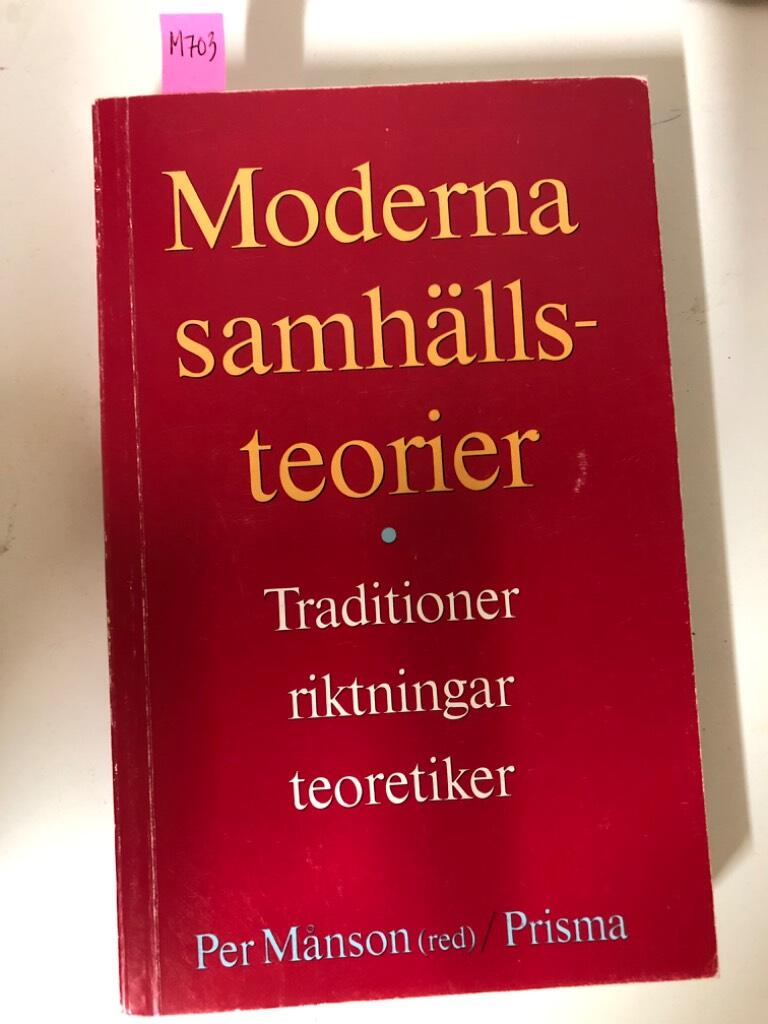 M703
Moderna
samhälls-
teorier
Traditioner
riktningar
teoretiker
Per Månson (red) / Prisma